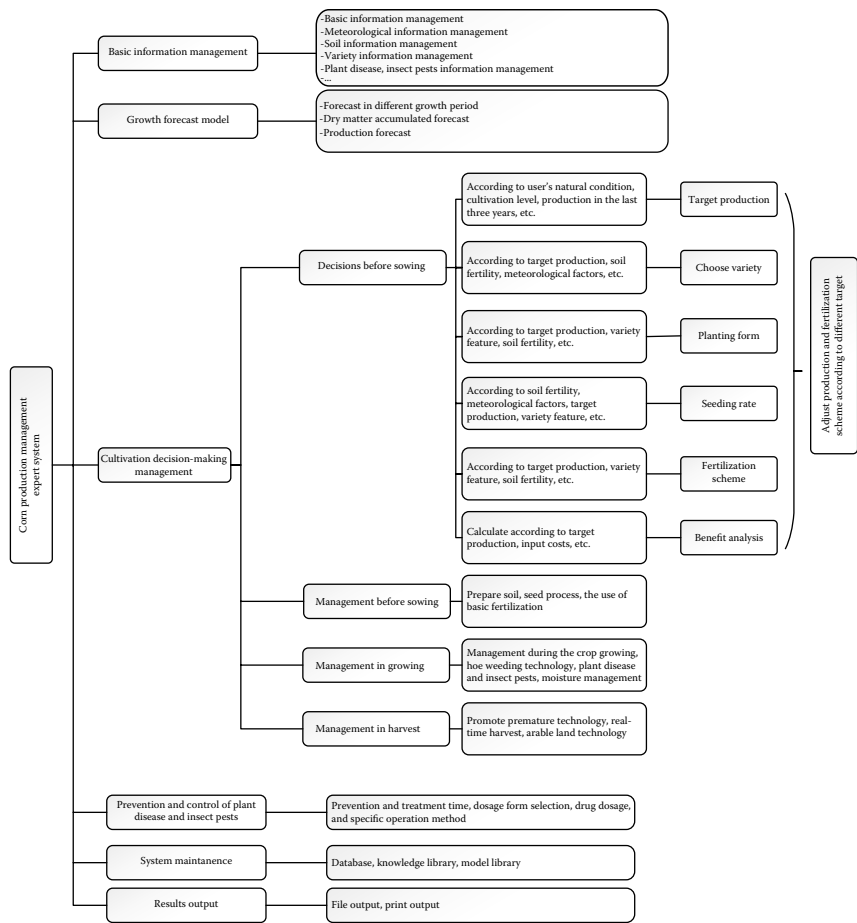 Corn production management
expert system
Basic information management
-Basic information management
-Meteorological information management
-Soil information management
-Variety information management
-Plant disease, insect pests information management
-...
Growth forecast model
-Forecast in different growth period
-Dry matter accumulated forecast
-Production forecast
Cultivation decision-making
management
Decisions before sowing
According to user's natural condition,
cultivation level, production in the last
three years, etc.
Target production
According to target production, soil
fertility, meteorological factors, etc.
Choose variety
According to target production, variety
feature, soil fertility, etc.
Planting form
According to soil fertility,
meteorological factors, target
production, variety feature, etc.
Seeding rate
According to target production, variety
feature, soil fertility, etc.
Fertilization
scheme
Calculate according to target
production, input costs, etc.
Benefit analysis
Adjust production and fertilization
scheme according to different target
Management before sowing
Prepare soil, seed process, the use of
basic fertilization
Management in growing
Management during the crop growing,
hoe weeding technology, plant disease
and insect pests, moisture management
Management in harvest
Promote premature technology, real-
time harvest, arable land technology
Prevention and control of plant
disease and insect pests
Prevention and treatment time, dosage form selection, drug dosage,
and specific operation method
System maintanence
Database, knowledge library, model library
Results output
File output, print output